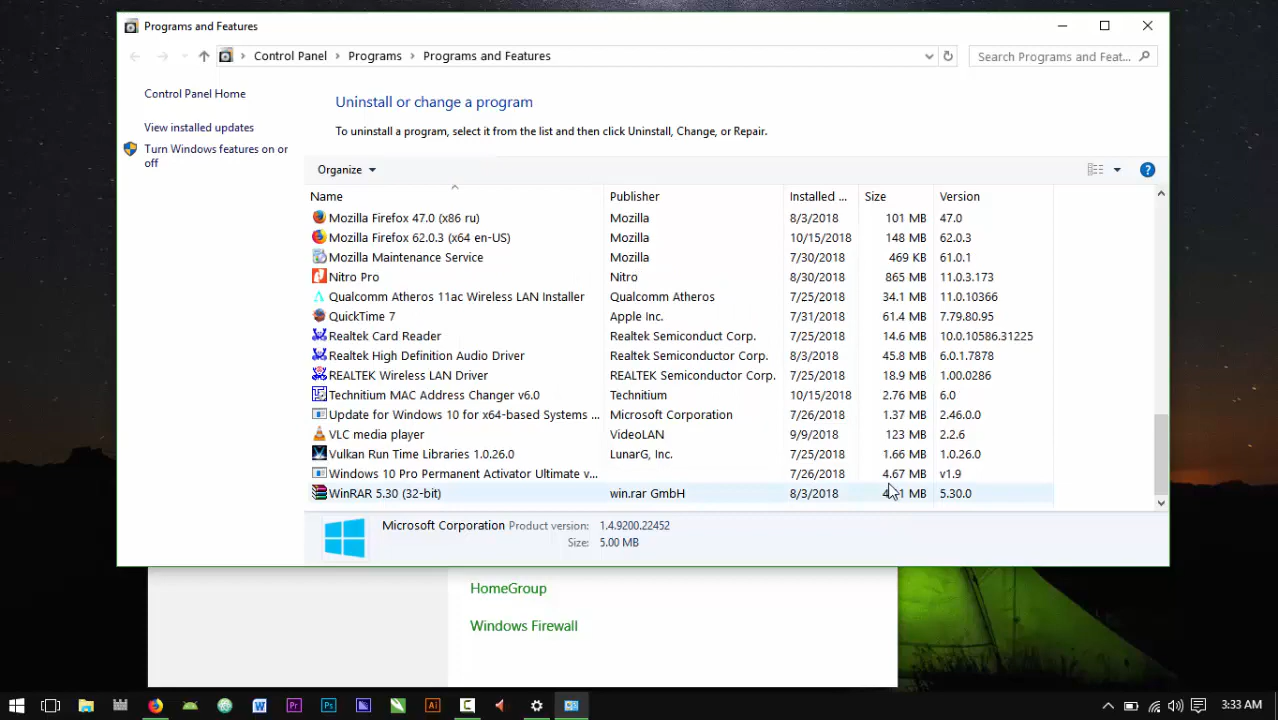 Programs and Features
Control Panel > Programs > Programs and Features
Search Programs and Feat...
Control Panel Home
View installed updates
Turn Windows features on or
off
Uninstall or change a program
To uninstall a program, select it from the list and then click Uninstall, Change, or Repair.
Organize
Name Publisher Installed ... Size Version
Mozilla Firefox 47.0 (x86 ru) Mozilla 8/3/2018 101 MB 47.0
Mozilla Firefox 62.0.3 (x64 en-US) Mozilla 10/15/2018 148 MB 62.0.3
Mozilla Maintenance Service Mozilla 7/30/2018 469 KB 61.0.1
Nitro Pro Nitro 8/30/2018 865 MB 11.0.3.173
Qualcomm Atheros 11ac Wireless LAN Installer Qualcomm Atheros 7/25/2018 34.1 MB 11.0.10366
QuickTime 7 Apple Inc. 7/31/2018 61.4 MB 7.79.80.95
Realtek Card Reader Realtek Semiconduct Corp. 7/25/2018 14.6 MB 10.0.10586.31225
Realtek High Definition Audio Driver Realtek Semiconductor Corp. 8/3/2018 45.8 MB 6.0.1.7878
REALTEK Wireless LAN Driver REALTEK Semiconductor Corp. 7/25/2018 18.9 MB 1.00.0286
Technitium MAC Address Changer v6.0 Technitium 10/15/2018 2.76 MB 6.0
Update for Windows 10 for x64-based Systems ... Microsoft Corporation 7/26/2018 1.37 MB 2.46.0.0
VLC media player VideoLAN 9/9/2018 123 MB 2.2.6
Vulkan Run Time Libraries 1.0.26.0 LunarG, Inc. 7/25/2018 1.66 MB 1.0.26.0
Windows 10 Pro Permanent Activator Ultimate v... 7/26/2018 4.67 MB v1.9
WinRAR 5.30 (32-bit) win.rar GmbH 8/3/2018 MB 5.30.0
Microsoft Corporation Product version: 1.4.9200.22452
Size: 5.00 MB
HomeGroup
Windows Firewall
3:33 AM